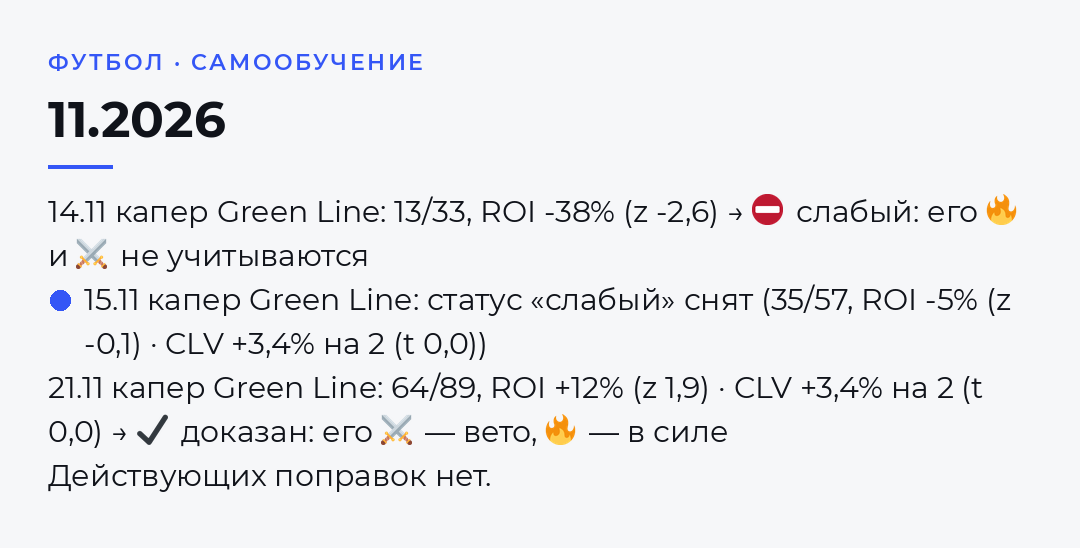 ФУТБОЛ · САМООБУЧЕНИЕ
11.2026
14.11 капер Green Line: 13/33, ROI -38% (z -2,6) → ⛔ слабый: его 🔥
и ⚔️ не учитываются
🔵 15.11 капер Green Line: статус «слабый» снят (35/57, ROI -5% (z
-0,1) · CLV +3,4% на 2 (t 0,0))
21.11 капер Green Line: 64/89, ROI +12% (z 1,9) · CLV +3,4% на 2 (t
0,0) → ✔️ доказан: его ⚔️ — вето, 🔥 — в силе
Действующих поправок нет.